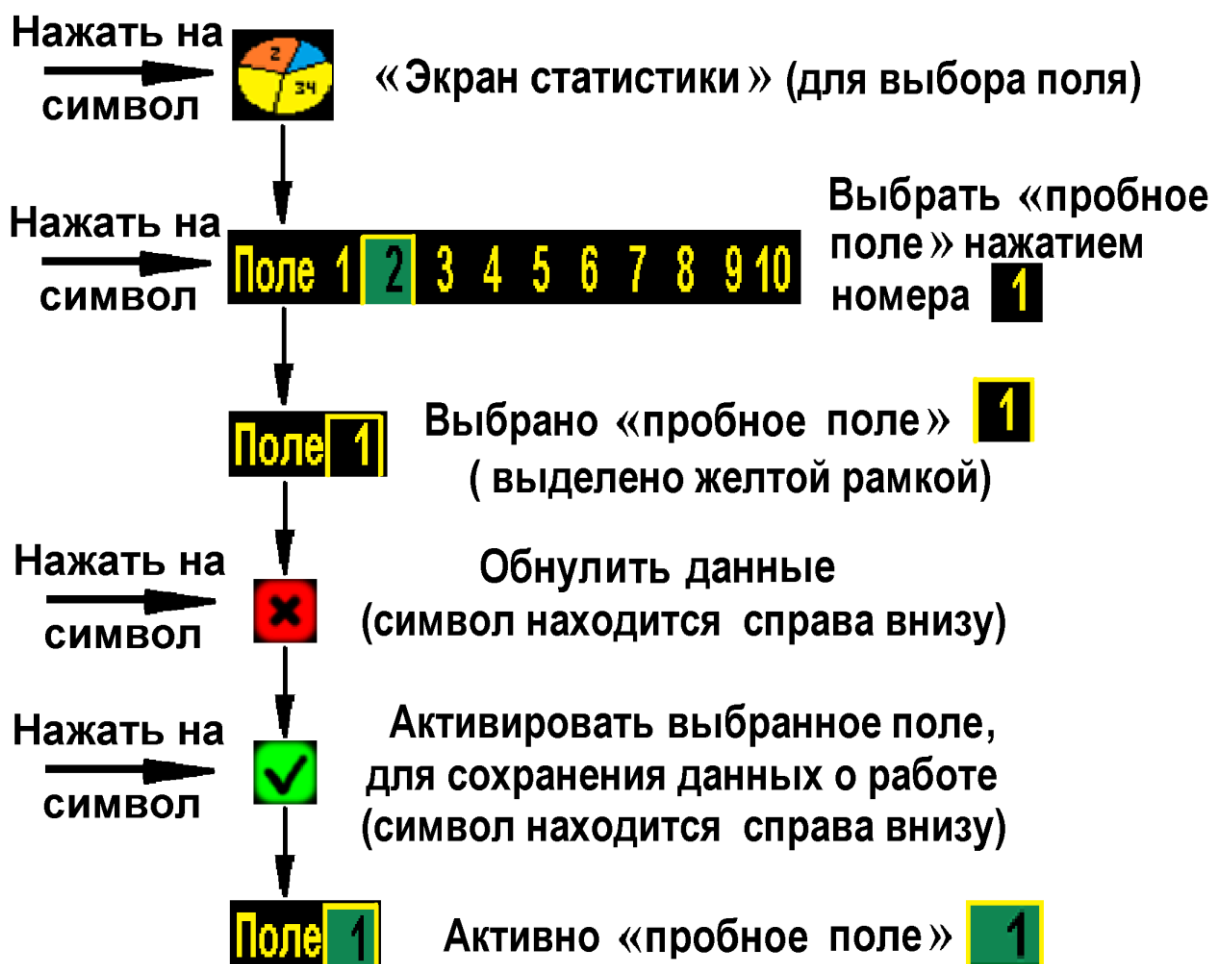 Нажать на
символ
2
34
«Экран статистики» (для выбора поля)
Нажать на
символ
Поле 1 2 3 4 5 6 7 8 9 10
Выбрать «пробное
поле» нажатием
номера 1
Поле 1
Выбрано «пробное поле» 1
( выделено желтой рамкой)
Нажать на
символ
Обнулить данные
(символ находится справа внизу)
Нажать на
символ
Активировать выбранное поле,
для сохранения данных о работе
(символ находится справа внизу)
Поле 1
Активно «пробное поле» 1